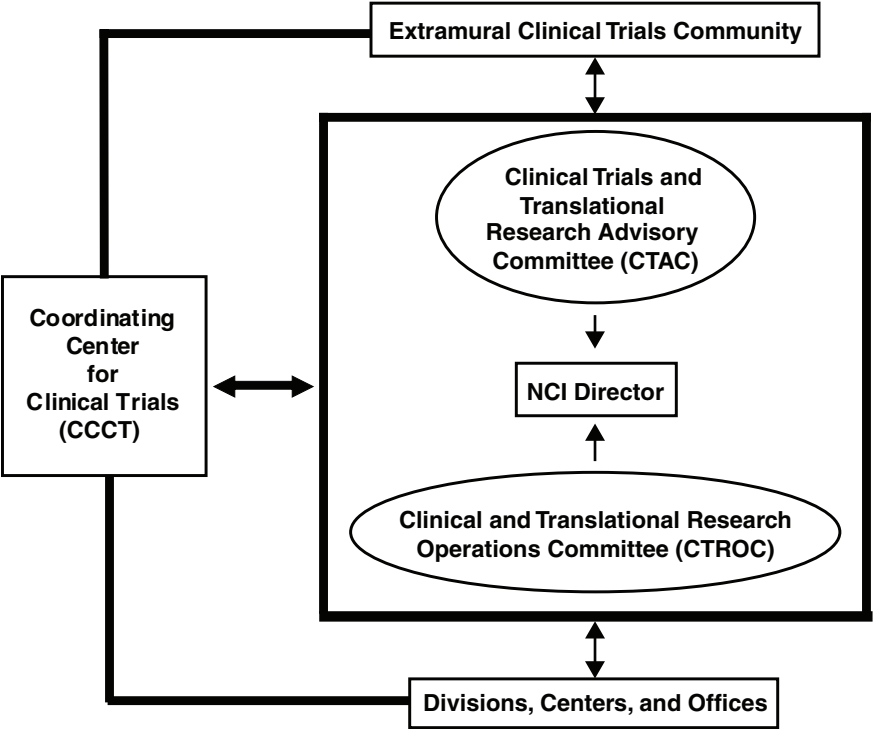 Extramural Clinical Trials Community
Clinical Trials and
Translational
Research Advisory
Committee (CTAC)
Coordinating
Center
for
Clinical Trials
(CCCT)
NCI Director
Clinical and Translational Research
Operations Committee (CTROC)
Divisions, Centers, and Offices